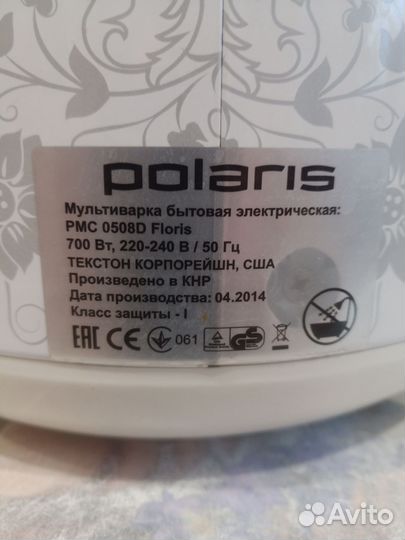 polaris
Мультиварка бытовая электрическая:
PMC 0508D Floris
700 Вт, 220-240 В / 50 Гц
ТЕКСТОН КОРПОРЕЙШН, США
Произведено в КНР
Дата производства: 04.2014
Класс защиты - I
EAC CE 061 GS
Avito